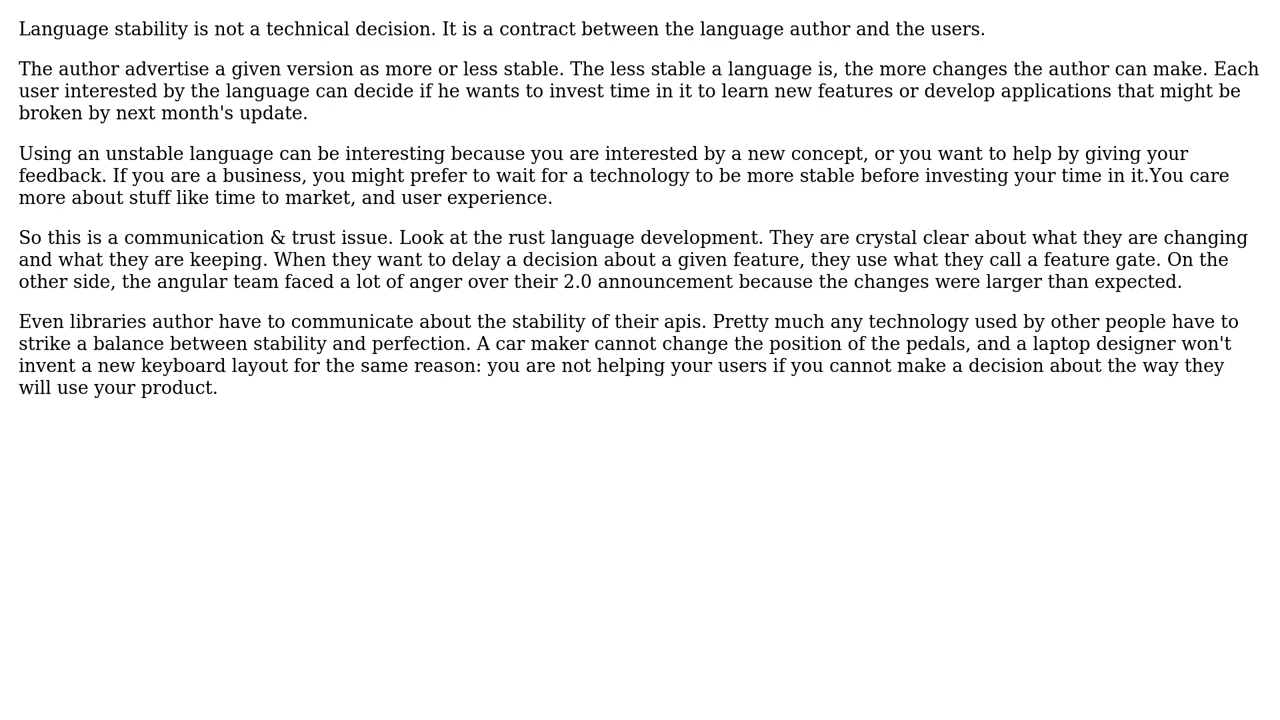 Language stability is not a technical decision. It is a contract between the language author and the users.
The author advertise a given version as more or less stable. The less stable a language is, the more changes the author can make. Each
user interested by the language can decide if he wants to invest time in it to learn new features or develop applications that might be
broken by next month's update.
Using an unstable language can be interesting because you are interested by a new concept, or you want to help by giving your
feedback. If you are a business, you might prefer to wait for a technology to be more stable before investing your time in it.You care
more about stuff like time to market, and user experience.
So this is a communication & trust issue. Look at the rust language development. They are crystal clear about what they are changing
and what they are keeping. When they want to delay a decision about a given feature, they use what they call a feature gate. On the
other side, the angular team faced a lot of anger over their 2.0 announcement because the changes were larger than expected.
Even libraries author have to communicate about the stability of their apis. Pretty much any technology used by other people have to
strike a balance between stability and perfection. A car maker cannot change the position of the pedals, and a laptop designer won't
invent a new keyboard layout for the same reason: you are not helping your users if you cannot make a decision about the way they
will use your product.